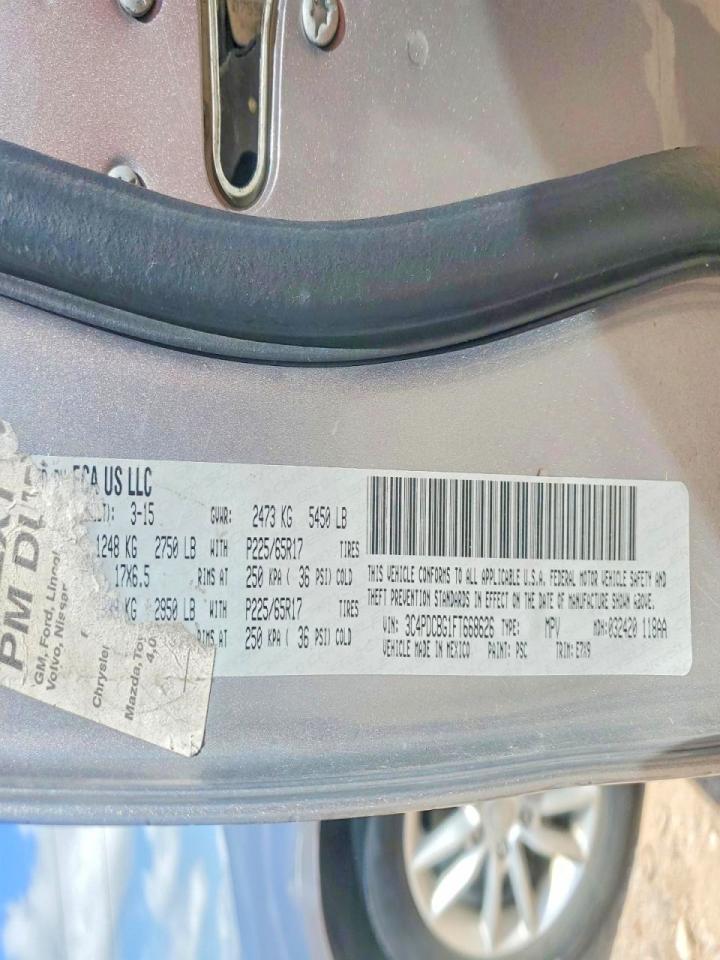 FCA US LLC
3-15 GVWR: 2473 KG 5450 LB
1248 KG 2750 LB WITH P225/65R17 TIRES
17X6.5 RIMS AT 250 KPA ( 36 PSI) COLD
KG 2950 LB WITH P225/65R17 TIRES
RIMS AT 250 KPA ( 36 PSI) COLD
THIS VEHICLE CONFORMS TO ALL APPLICABLE U.S.A. FEDERAL MOTOR VEHICLE SAFETY AND
THEFT PREVENTION STANDARDS IN EFFECT ON THE DATE OF MANUFACTURE SHOWN ABOVE.
VIN: 3C4PDCBG1FT668626 TYPE: MPV MDH: 032420 118AA
VEHICLE MADE IN MEXICO PAINT: PSC TRIM: E7X9
PM
GM, Ford,
Volvo,
Chrysler
Mazda,